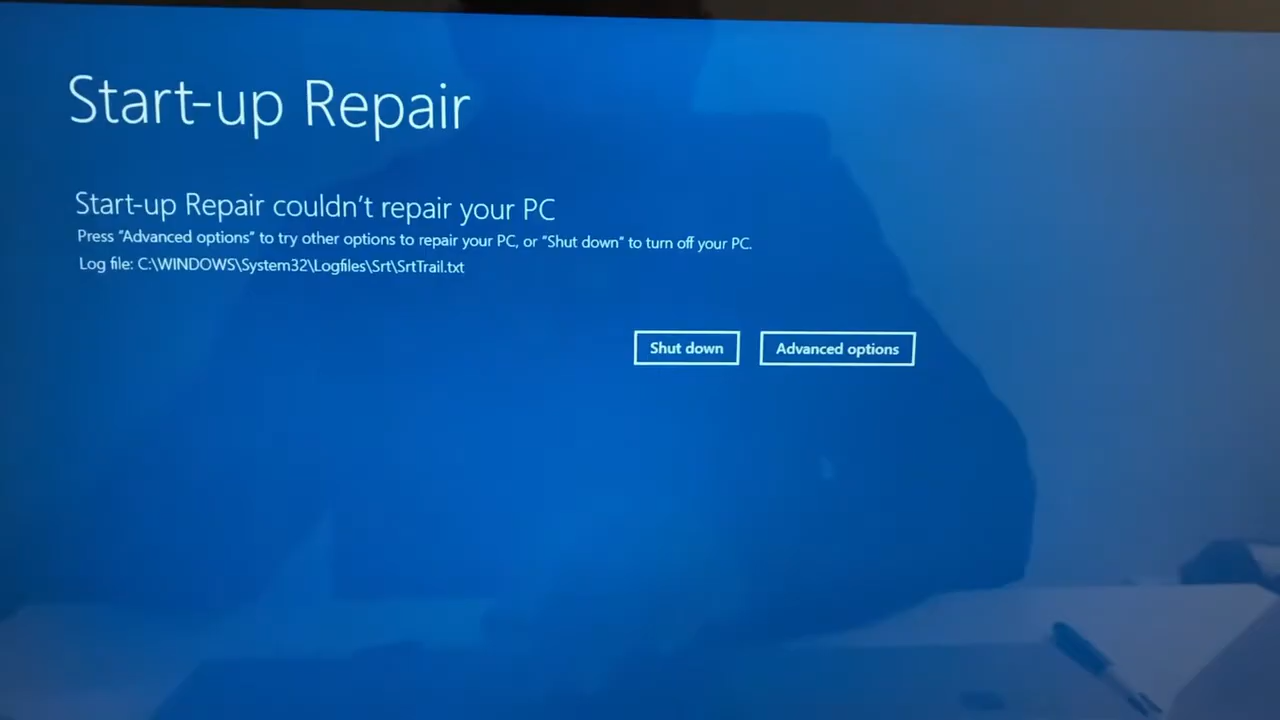 Start-up Repair
Start-up Repair couldn't repair your PC
Press "Advanced options" to try other options to repair your PC, or "Shut down" to turn off your PC.
Log file: C:\WINDOWS\System32\Logfiles\Srt\SrtTrail.txt
Shut down
Advanced options